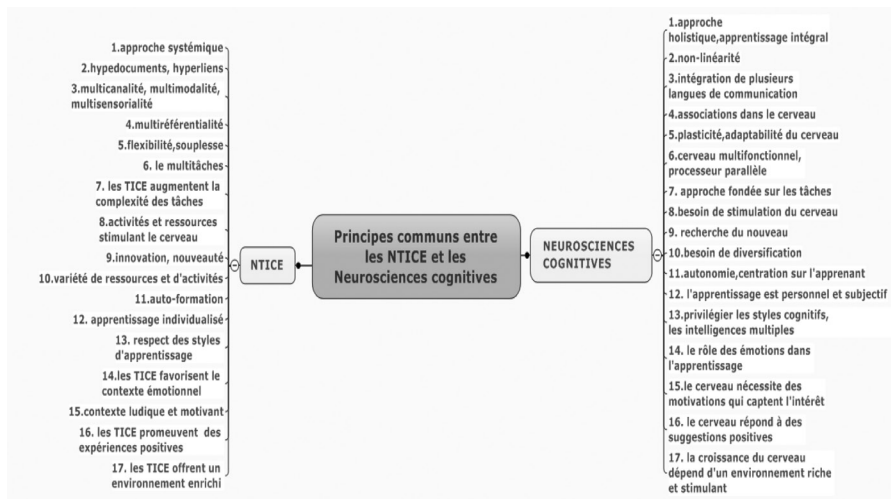 1.approche systémique
2.hypedocuments, hyperliens
3.multicanalité, multimodalité,
multisensorialité
4.multiréférentialité
5.flexibilité,souplesse
6. le multitâches
7. les TICE augmentent la
complexité des tâches
8.activités et ressources
stimulant le cerveau
9.innovation, nouveauté
10.variété de ressources et d'activités
11.auto-formation
12. apprentissage individualisé
13. respect des styles
d'apprentissage
14.les TICE favorisent le
contexte émotionnel
15.contexte ludique et motivant
16. les TICE promeuvent des
expériences positives
17. les TICE offrent un
environnement enrichi
NTICE
Principes communs entre
les NTICE et les
Neurosciences cognitives
NEUROSCIENCES
COGNITIVES
1.approche
holistique,apprentissage intégral
2.non-linéarité
3.intégration de plusieurs
langues de communication
4.associations dans le cerveau
5.plasticité,adaptabilité du cerveau
6.cerveau multifonctionnel,
processeur parallèle
7. approche fondée sur les tâches
8.besoin de stimulation du cerveau
9. recherche du nouveau
10.besoin de diversification
11.autonomie,centration sur l'apprenant
12. l'apprentissage est personnel et subjectif
13.privilégier les styles cognitifs,
les intelligences multiples
14. le rôle des émotions dans
l'apprentissage
15.le cerveau nécessite des
motivations qui captent l'intérêt
16. le cerveau répond à des
suggestions positives
17. la croissance du cerveau
dépend d'un environnement riche
et stimulant